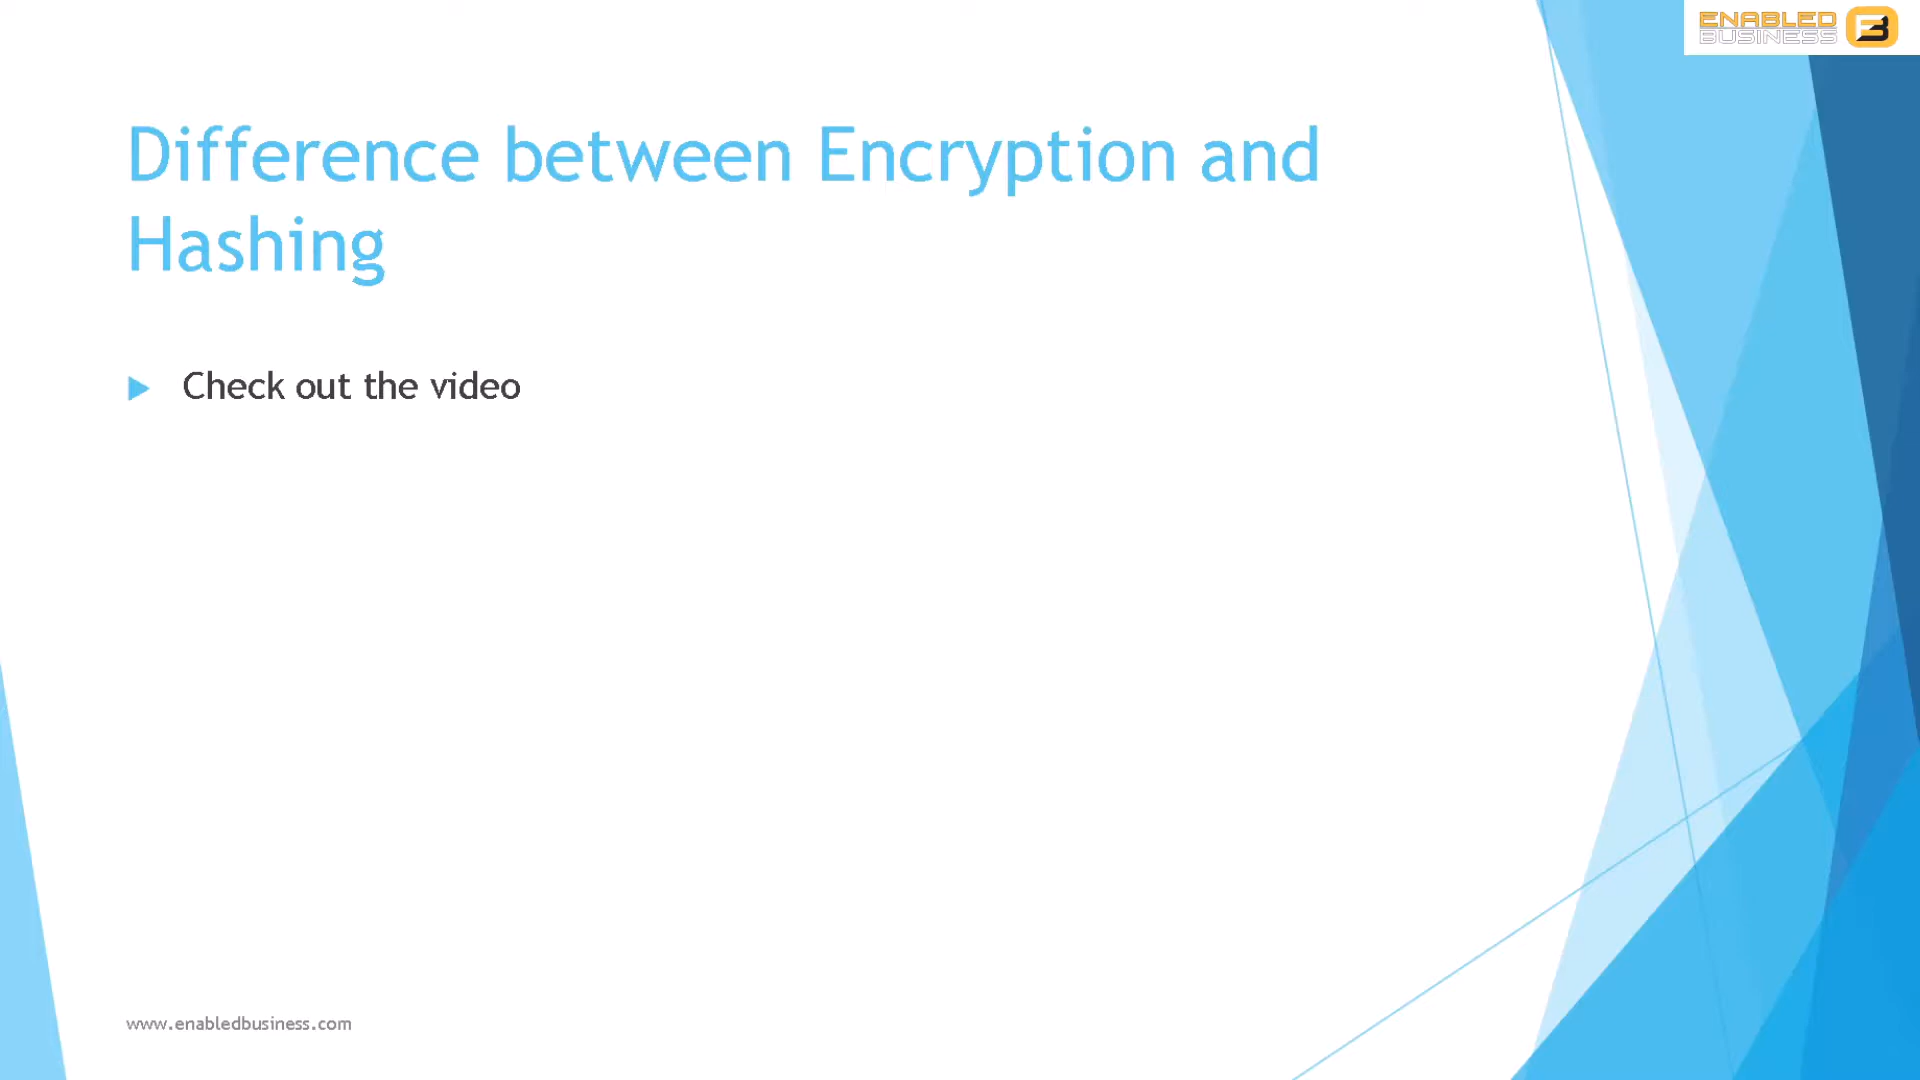 ENABLED
BUSINESS
Difference between Encryption and
Hashing
Check out the video
www.enabledbusiness.com